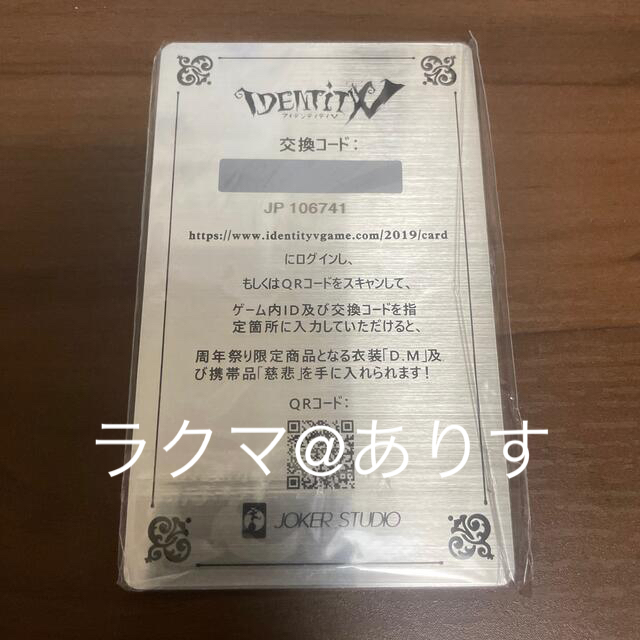 IDENTITY V
アイデンティティV
交換コード：
JP 106741
https://www.identityvgame.com/2019/card
にログインし、
もしくはQRコードをスキャンして、
ゲーム内ID及び交換コードを指
定箇所に入力していただけると、
周年祭り限定商品となる衣装「D.M」及
び携帯品「慈悲」を手に入れられます！
QRコード：
ラクマ@ありす
JOKER STUDIO